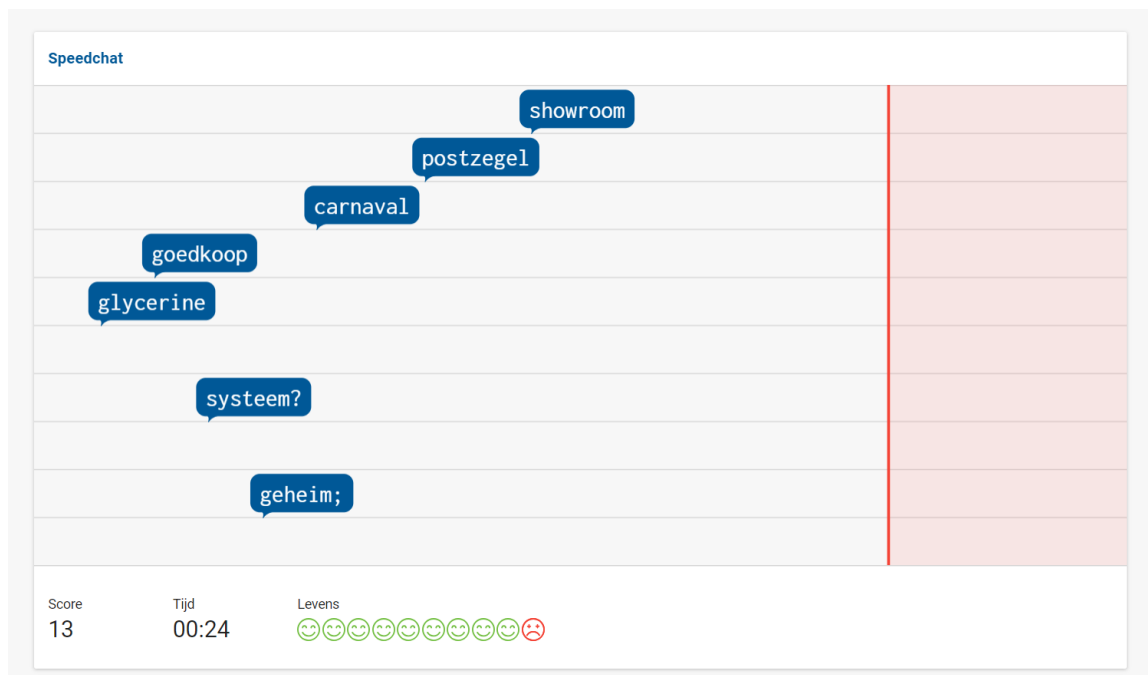 Speedchat
showroom
postzegel
carnaval
goedkoop
glycerine
systeem?
geheim;
Score Tijd Levens
13 00:24